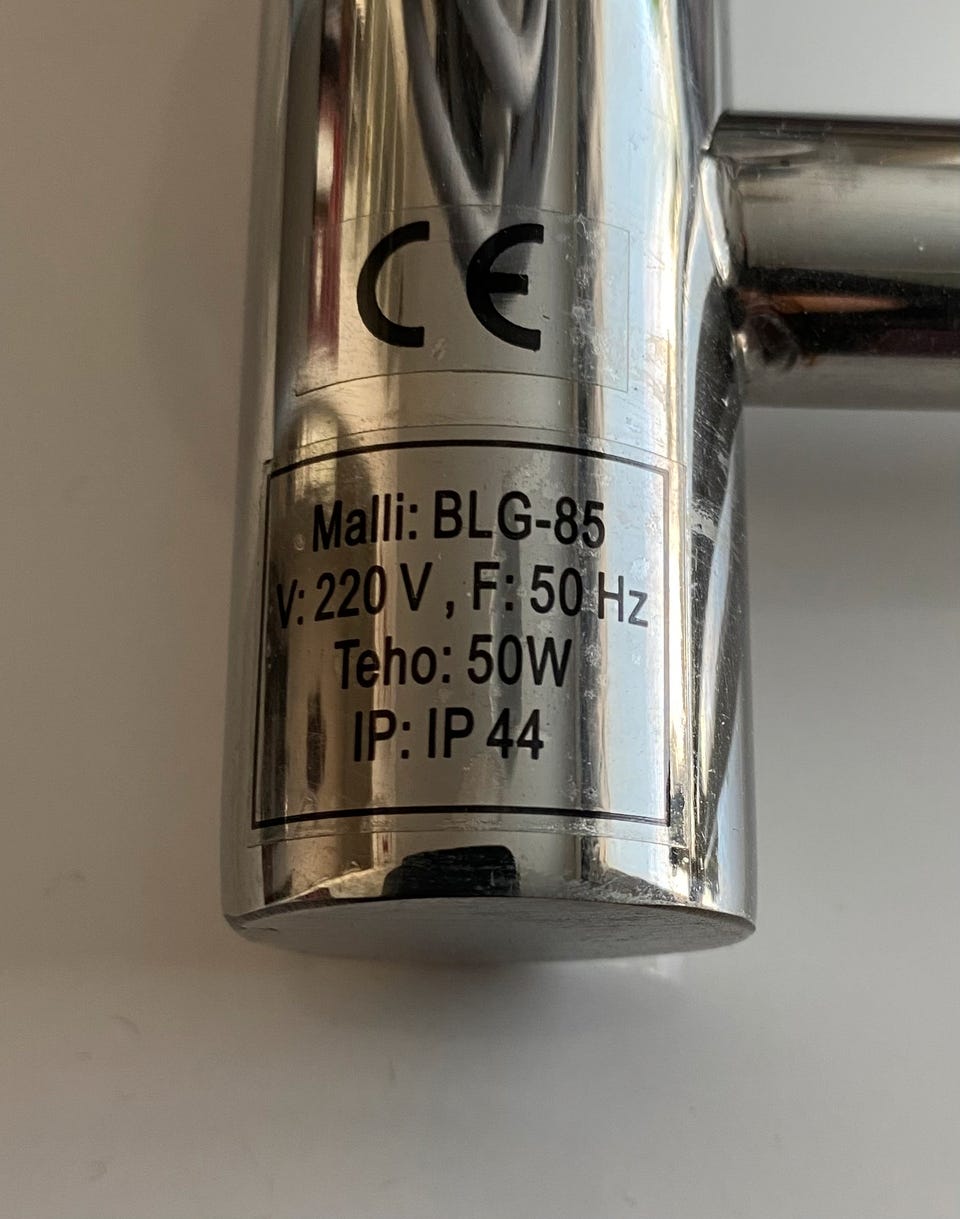 CE
Malli: BLG-85
V: 220 V , F: 50 Hz
Teho: 50W
IP: IP 44